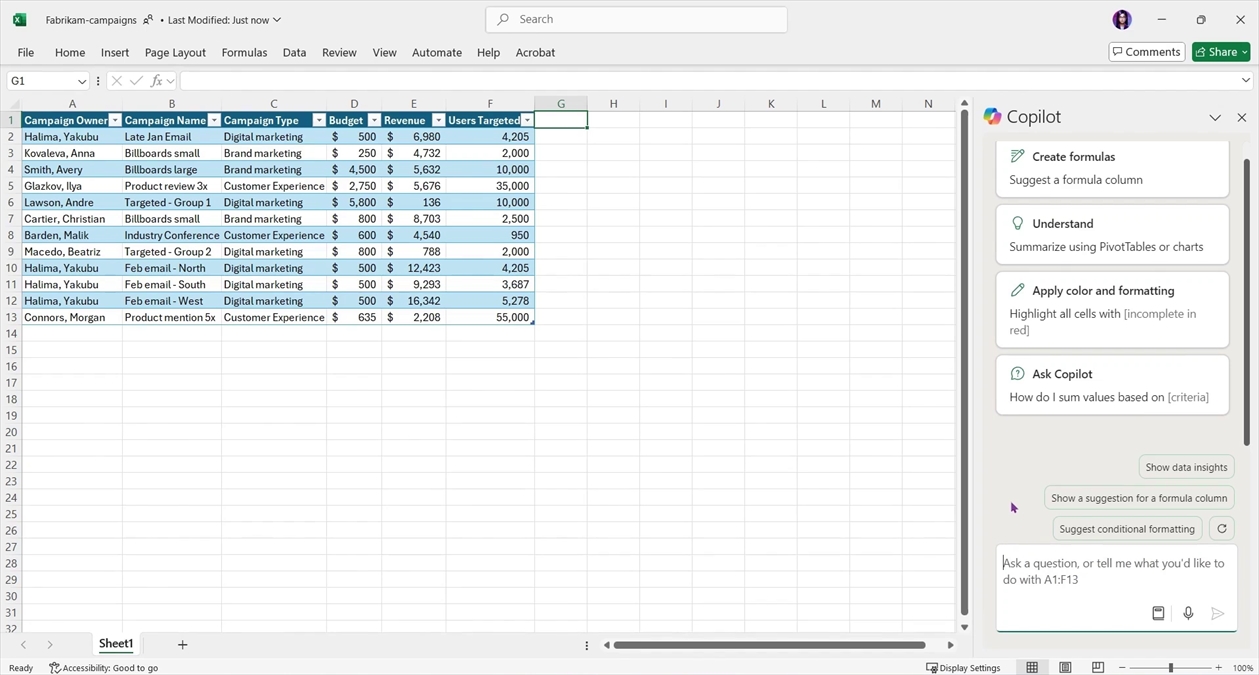 Fabrikam-campaigns • Last Modified: Just now
Search
File Home Insert Page Layout Formulas Data Review View Automate Help Acrobat
Comments Share
G1 fx
A B C D E F G H I J K L M N
1 Campaign Owner Campaign Name Campaign Type Budget Revenue Users Targeted
2 Halima, Yakubu Late Jan Email Digital marketing $ 500 $ 6,980 4,205
3 Kovaleva, Anna Billboards small Brand marketing $ 250 $ 4,732 2,000
4 Smith, Avery Billboards large Brand marketing $ 4,500 $ 5,632 10,000
5 Glazkov, Ilya Product review 3x Customer Experience $ 2,750 $ 5,676 35,000
6 Lawson, Andre Targeted - Group 1 Digital marketing $ 5,800 $ 136 10,000
7 Cartier, Christian Billboards small Brand marketing $ 800 $ 8,703 2,500
8 Barden, Malik Industry Conference Customer Experience $ 600 $ 4,540 950
9 Macedo, Beatriz Targeted - Group 2 Digital marketing $ 800 $ 788 2,000
10 Halima, Yakubu Feb email - North Digital marketing $ 500 $ 12,423 4,205
11 Halima, Yakubu Feb email - South Digital marketing $ 500 $ 9,293 3,687
12 Halima, Yakubu Feb email - West Digital marketing $ 500 $ 16,342 5,278
13 Connors, Morgan Product mention 5x Customer Experience $ 635 $ 2,208 55,000
14
15
16
17
18
19
20
21
22
23
24
25
26
27
28
29
30
31
32
Copilot
Create formulas
Suggest a formula column
Understand
Summarize using PivotTables or charts
Apply color and formatting
Highlight all cells with [incomplete in
red]
Ask Copilot
How do I sum values based on [criteria]
Show data insights
Show a suggestion for a formula column
Suggest conditional formatting
Ask a question, or tell me what you'd like to
do with A1:F13
Sheet1
Ready Accessibility: Good to go Display Settings 100%